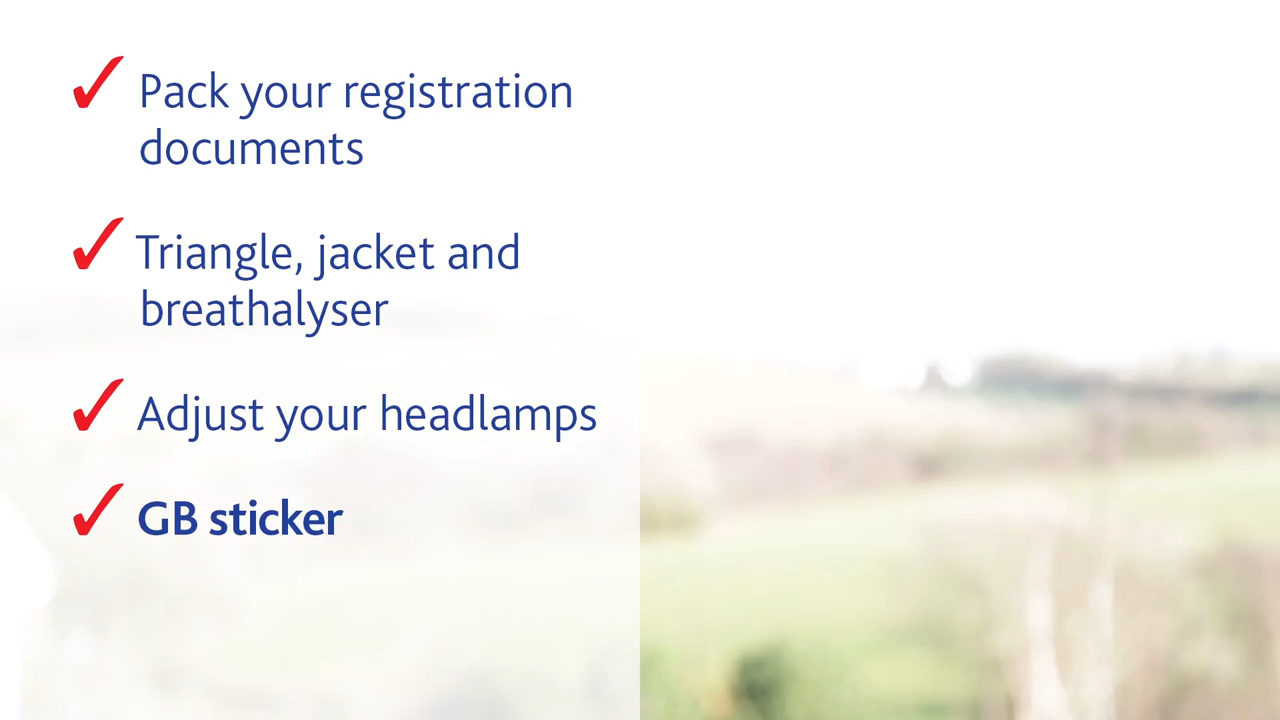 ✓ Pack your registration
documents
✓ Triangle, jacket and
breathalyser
✓ Adjust your headlamps
✓ GB sticker